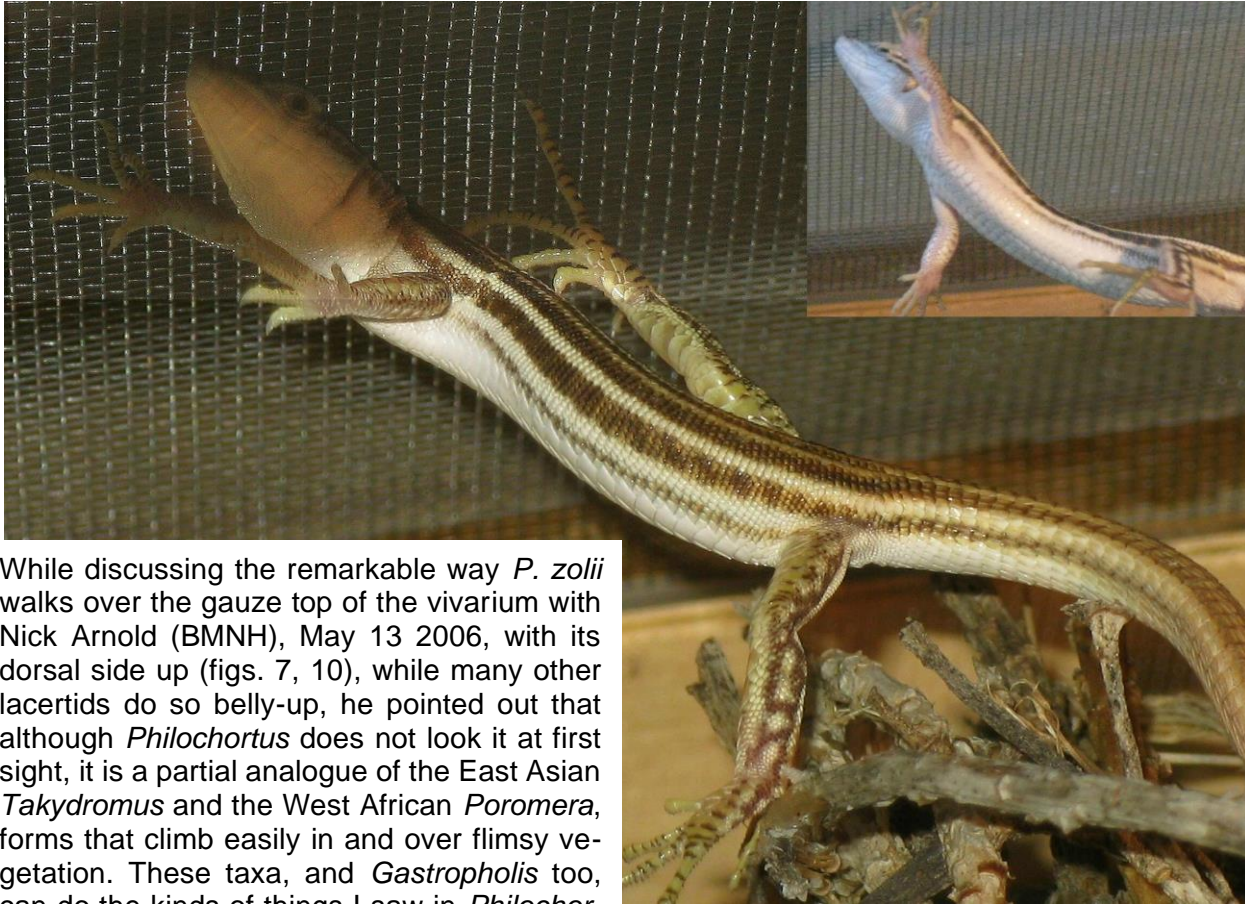 While discussing the remarkable way P. zolii
walks over the gauze top of the vivarium with
Nick Arnold (BMNH), May 13 2006, with its
dorsal side up (figs. 7, 10), while many other
lacertids do so belly-up, he pointed out that
although Philochortus does not look it at first
sight, it is a partial analogue of the East Asian
Takydromus and the West African Poromera,
forms that climb easily in and over flimsy ve-
getation. These taxa, and Gastropholis too,
can do the kinds of things I saw in Philochor-